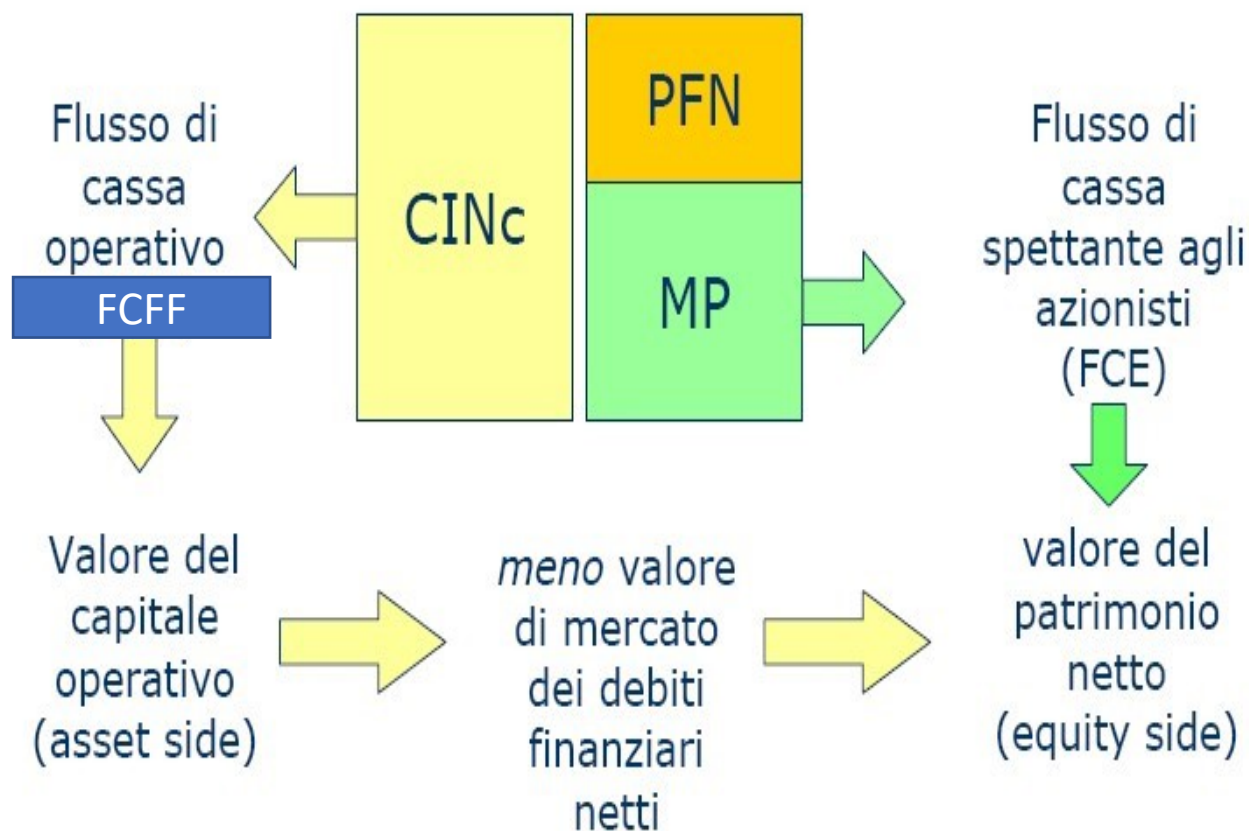 Flusso di
cassa
operativo
FCFF
CINc
PFN
MP
Flusso di
cassa
spettante agli
azionisti
(FCE)
Valore del
capitale
operativo
(asset side)
meno valore
di mercato
dei debiti
finanziari
netti
valore del
patrimonio
netto
(equity side)